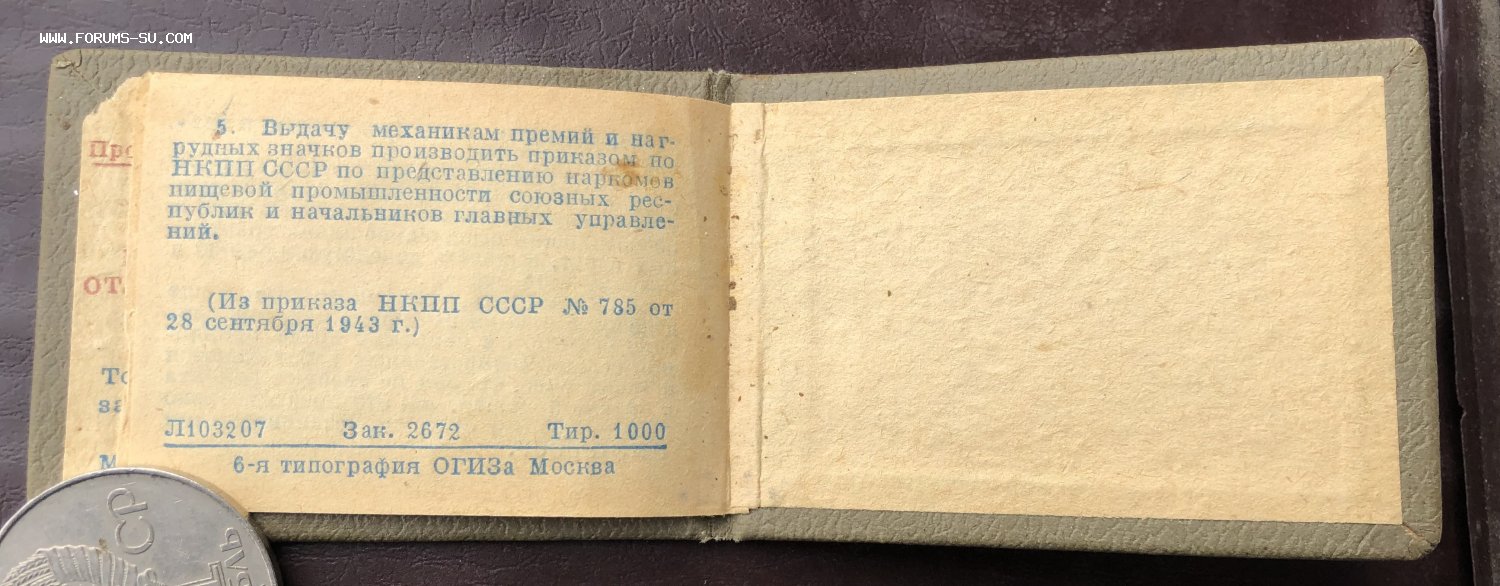 WWW.FORUMS-SU.COM
5. Выдачу механикам премий и наг-
рудных значков производить приказом по
НКПП СССР по представлению наркомов
пищевой промышленности союзных рес-
публик и начальников главных управле-
ний.
(Из приказа НКПП СССР № 785 от
28 сентября 1943 г.)
Л103207 Зак. 2672 Тир. 1000
6-я типография ОГИЗа Москва